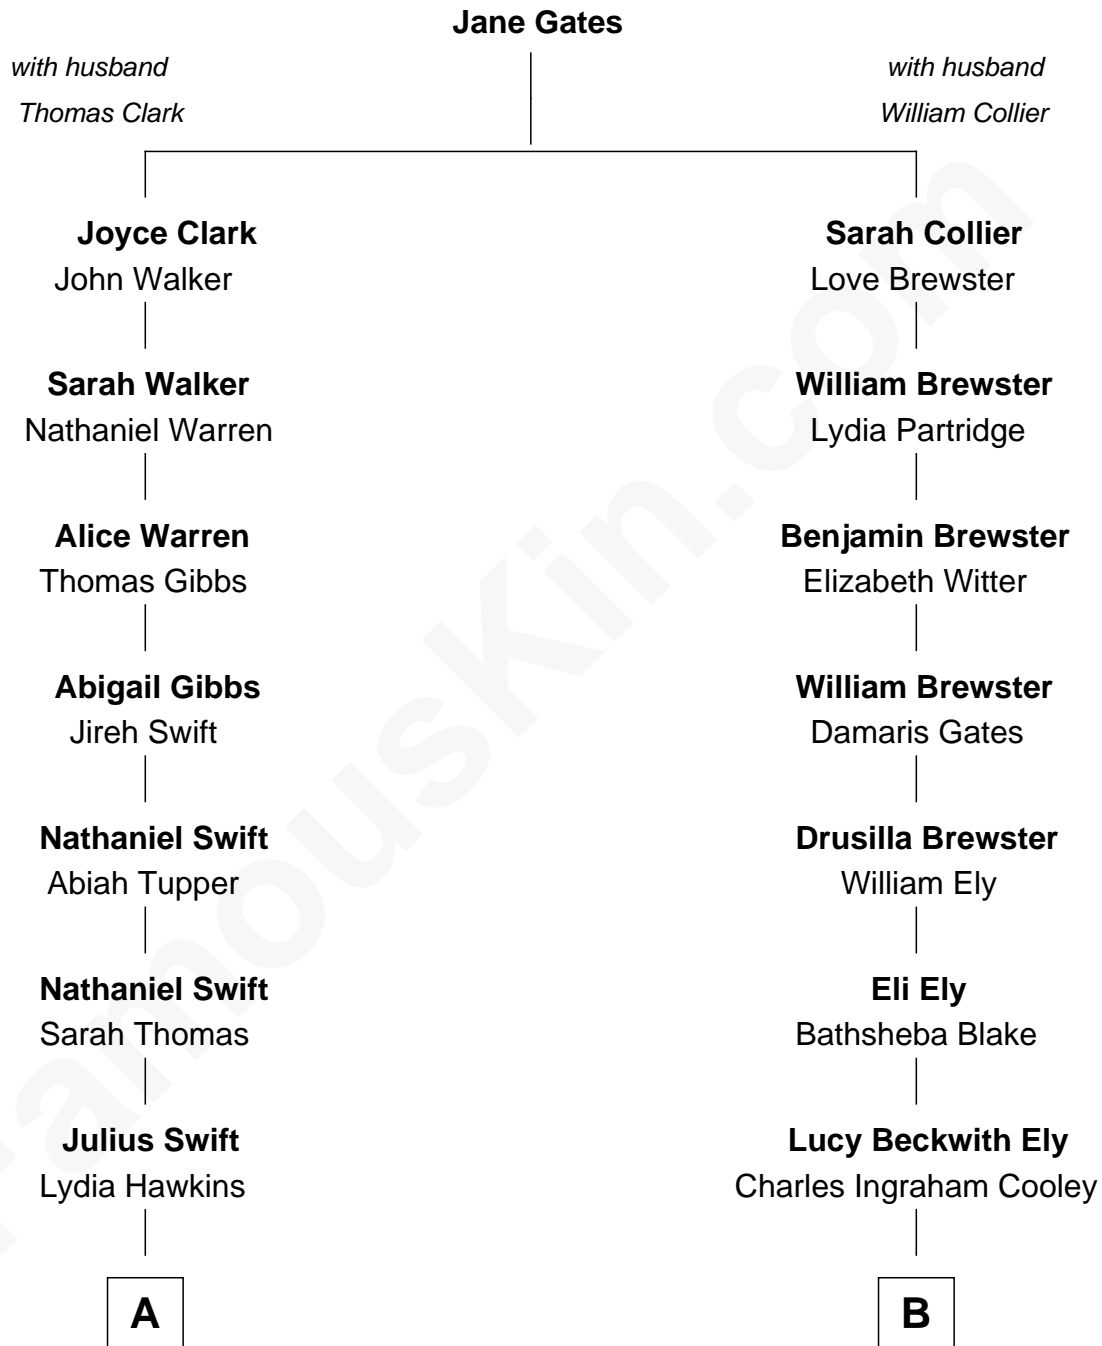 Jane Gates
with husband
Thomas Clark
with husband
William Collier
Joyce Clark
John Walker
Sarah Walker
Nathaniel Warren
Alice Warren
Thomas Gibbs
Abigail Gibbs
Jireh Swift
Nathaniel Swift
Abiah Tupper
Nathaniel Swift
Sarah Thomas
Julius Swift
Lydia Hawkins
A
Sarah Collier
Love Brewster
William Brewster
Lydia Partridge
Benjamin Brewster
Elizabeth Witter
William Brewster
Damaris Gates
Drusilla Brewster
William Ely
Eli Ely
Bathsheba Blake
Lucy Beckwith Ely
Charles Ingraham Cooley
B
FamousKin.com